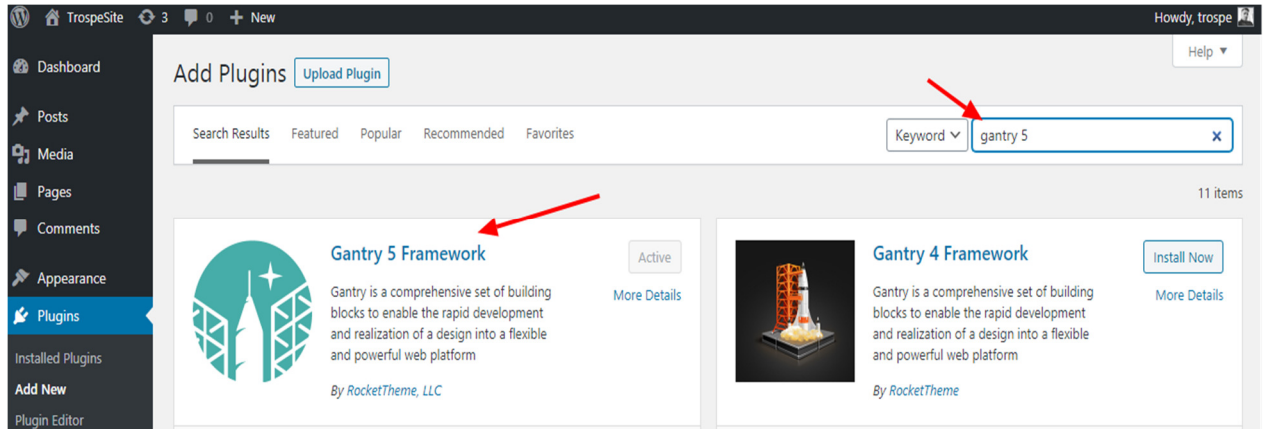 TrospeSite 3 0 + New Howdy, trospe
Help ▼
Dashboard
Posts
Media
Pages
Comments
Appearance
Plugins
Installed Plugins
Add New
Plugin Editor
Add Plugins Upload Plugin
Search Results Featured Popular Recommended Favorites Keyword gantry 5 ×
11 items
Gantry 5 Framework
Active
Gantry is a comprehensive set of building
blocks to enable the rapid development
and realization of a design into a flexible
and powerful web platform
More Details
By RocketTheme, LLC
Gantry 4 Framework
Install Now
Gantry is a comprehensive set of building
blocks to enable the rapid development
and realization of a design into a flexible
and powerful web platform
More Details
By RocketTheme